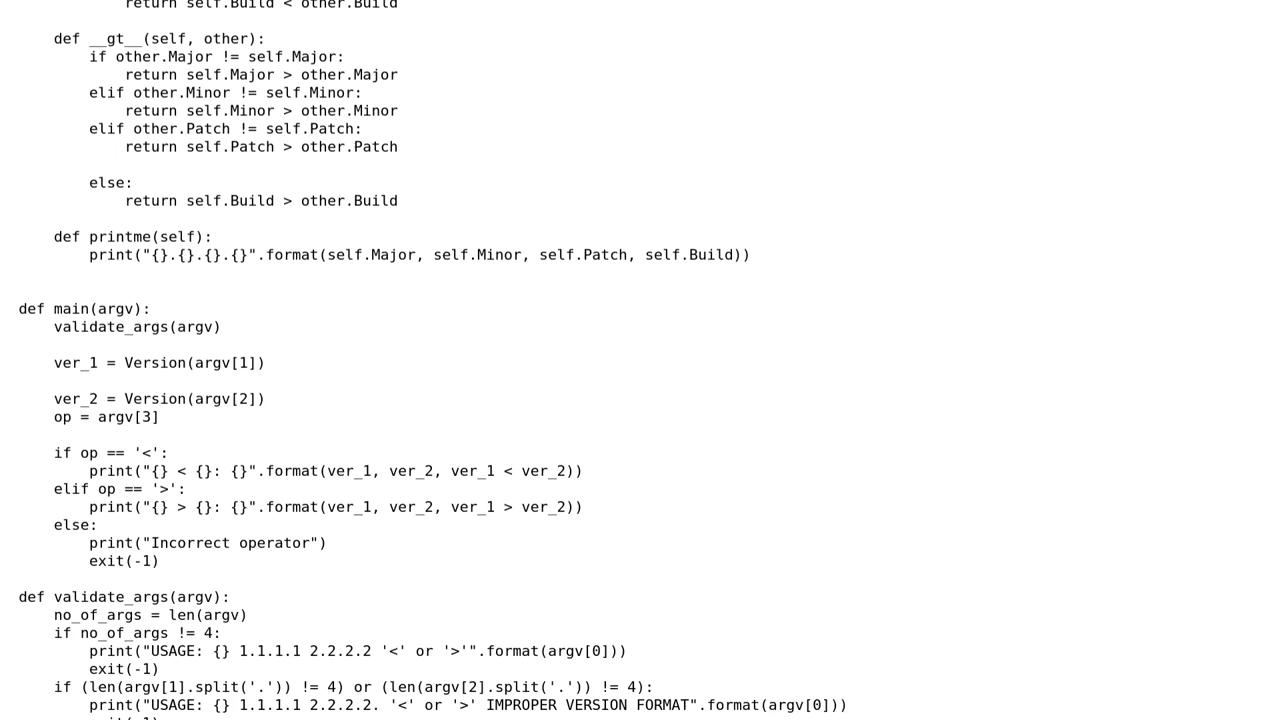 return self.Build < other.Build

    def __gt__(self, other):
        if other.Major != self.Major:
            return self.Major > other.Major
        elif other.Minor != self.Minor:
            return self.Minor > other.Minor
        elif other.Patch != self.Patch:
            return self.Patch > other.Patch

        else:
            return self.Build > other.Build

    def printme(self):
        print("{}.{}.{}.{}".format(self.Major, self.Minor, self.Patch, self.Build))


def main(argv):
    validate_args(argv)

    ver_1 = Version(argv[1])

    ver_2 = Version(argv[2])
    op = argv[3]

    if op == '<':
        print("{} < {}: {}".format(ver_1, ver_2, ver_1 < ver_2))
    elif op == '>':
        print("{} > {}: {}".format(ver_1, ver_2, ver_1 > ver_2))
    else:
        print("Incorrect operator")
        exit(-1)

def validate_args(argv):
    no_of_args = len(argv)
    if no_of_args != 4:
        print("USAGE: {} 1.1.1.1 2.2.2.2 '<' or '>'".format(argv[0]))
        exit(-1)
    if (len(argv[1].split('.')) != 4) or (len(argv[2].split('.')) != 4):
        print("USAGE: {} 1.1.1.1 2.2.2.2. '<' or '>' IMPROPER VERSION FORMAT".format(argv[0]))
        exit(-1)